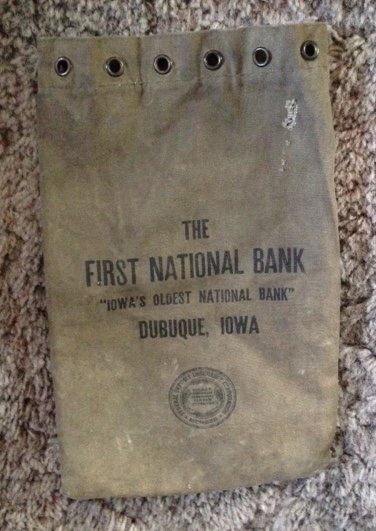 THE
FIRST NATIONAL BANK
"IOWA'S OLDEST NATIONAL BANK"
DUBUQUE, IOWA